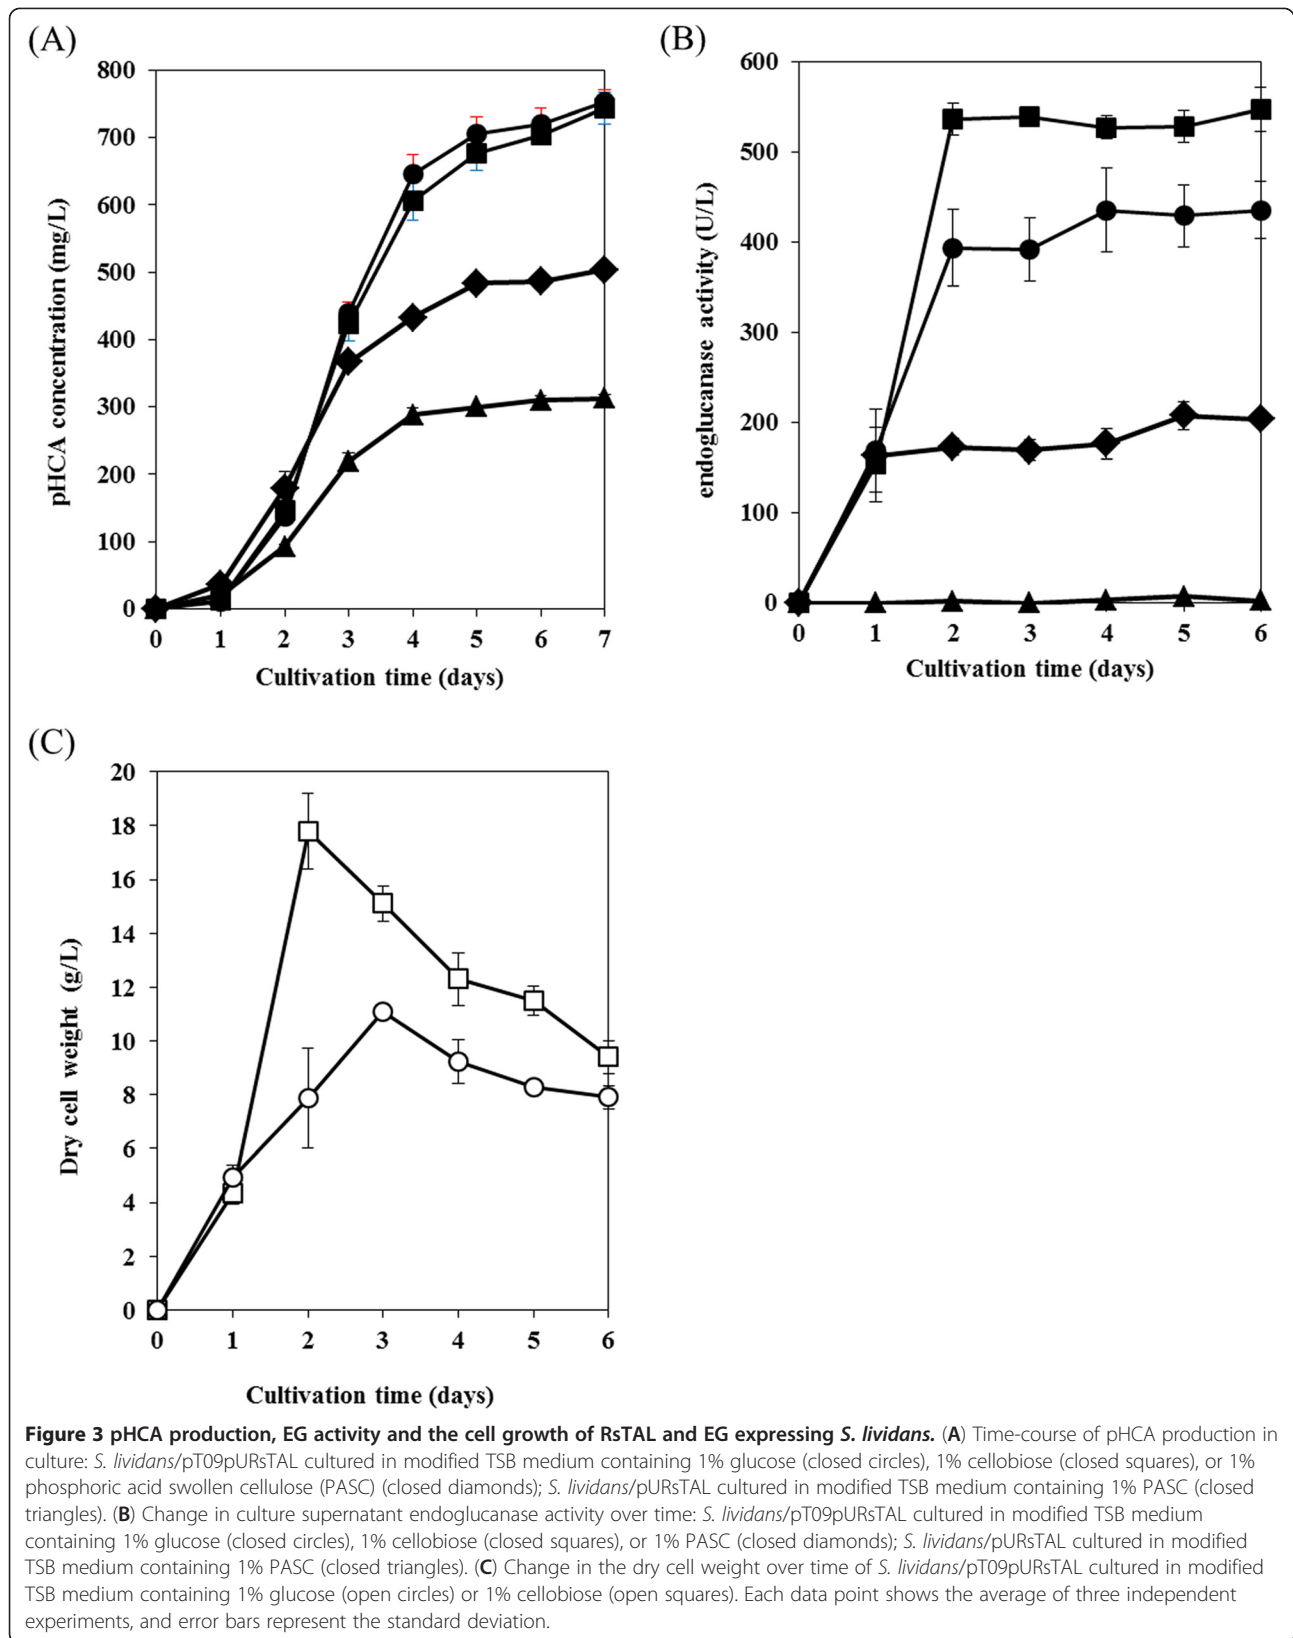 (A)
800
700
600
500
400
300
200
100
0
pHCA concentration (mg/L)
0 1 2 3 4 5 6 7
Cultivation time (days)
(B)
600
500
400
300
200
100
0
endoglucanase activity (U/L)
0 1 2 3 4 5 6
Cultivation time (days)
(C)
20
18
16
14
12
10
8
6
4
2
0
Dry cell weight (g/L)
0 1 2 3 4 5 6
Cultivation time (days)
Figure 3 pHCA production, EG activity and the cell growth of RsTAL and EG expressing S. lividans. (A) Time-course of pHCA production in
culture: S. lividans/pT09pURsTAL cultured in modified TSB medium containing 1% glucose (closed circles), 1% cellobiose (closed squares), or 1%
phosphoric acid swollen cellulose (PASC) (closed diamonds); S. lividans/pURsTAL cultured in modified TSB medium containing 1% PASC (closed
triangles). (B) Change in culture supernatant endoglucanase activity over time: S. lividans/pT09pURsTAL cultured in modified TSB medium
containing 1% glucose (closed circles), 1% cellobiose (closed squares), or 1% PASC (closed diamonds); S. lividans/pURsTAL cultured in modified
TSB medium containing 1% PASC (closed triangles). (C) Change in the dry cell weight over time of S. lividans/pT09pURsTAL cultured in modified
TSB medium containing 1% glucose (open circles) or 1% cellobiose (open squares). Each data point shows the average of three independent
experiments, and error bars represent the standard deviation.